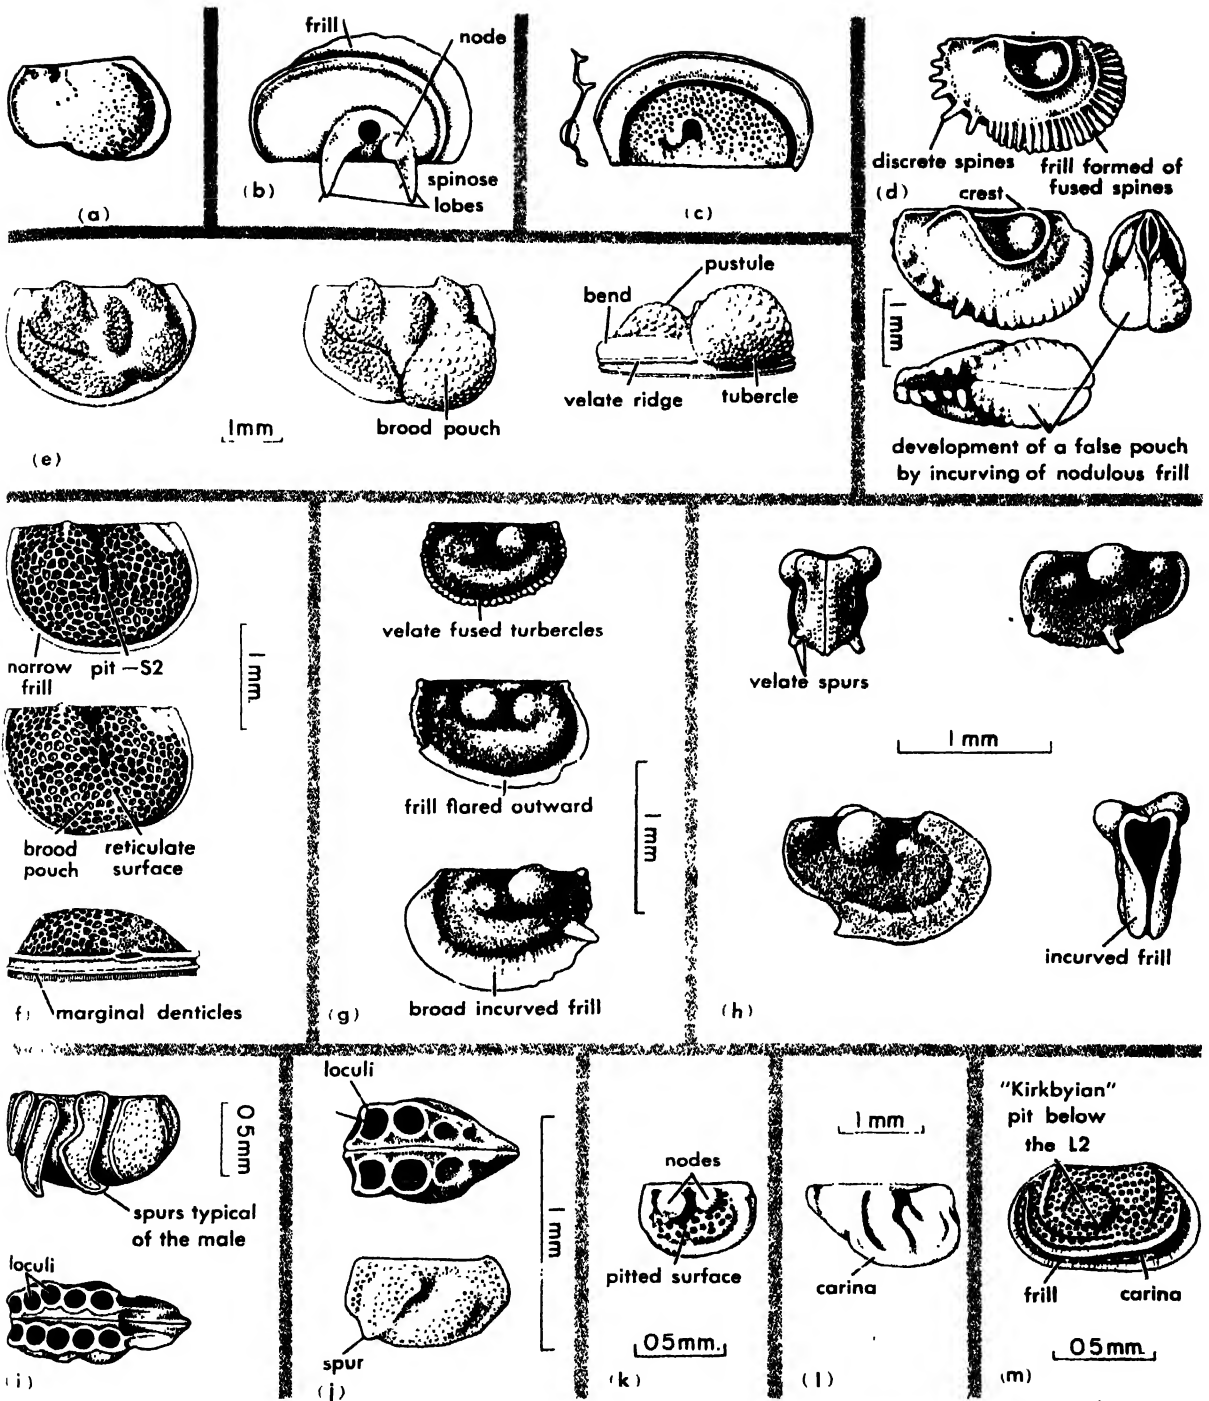 (a)
frill
node
(b)
spinose
lobes
(c)
discrete spines
frill formed of
fused spines
(d)
crest
1 mm
development of a false pouch
by incurving of nodulous frill
pustule
bend
velate ridge
tubercle
brood pouch
1mm
(e)
narrow
frill
pit – S2
1 mm
brood
pouch
reticulate
surface
f)
marginal denticles
velate fused turbercles
frill flared outward
1 mm
broad incurved frill
(g)
velate spurs
1 mm
incurved frill
(h)
0 5mm
spurs typical
of the male
loculi
(i)
loculi
1 mm
spur
(j)
nodes
pitted surface
05mm.
(k)
1 mm
carina
(l)
"Kirkbyian"
pit below
the L2
frill
carina
05mm
(m)